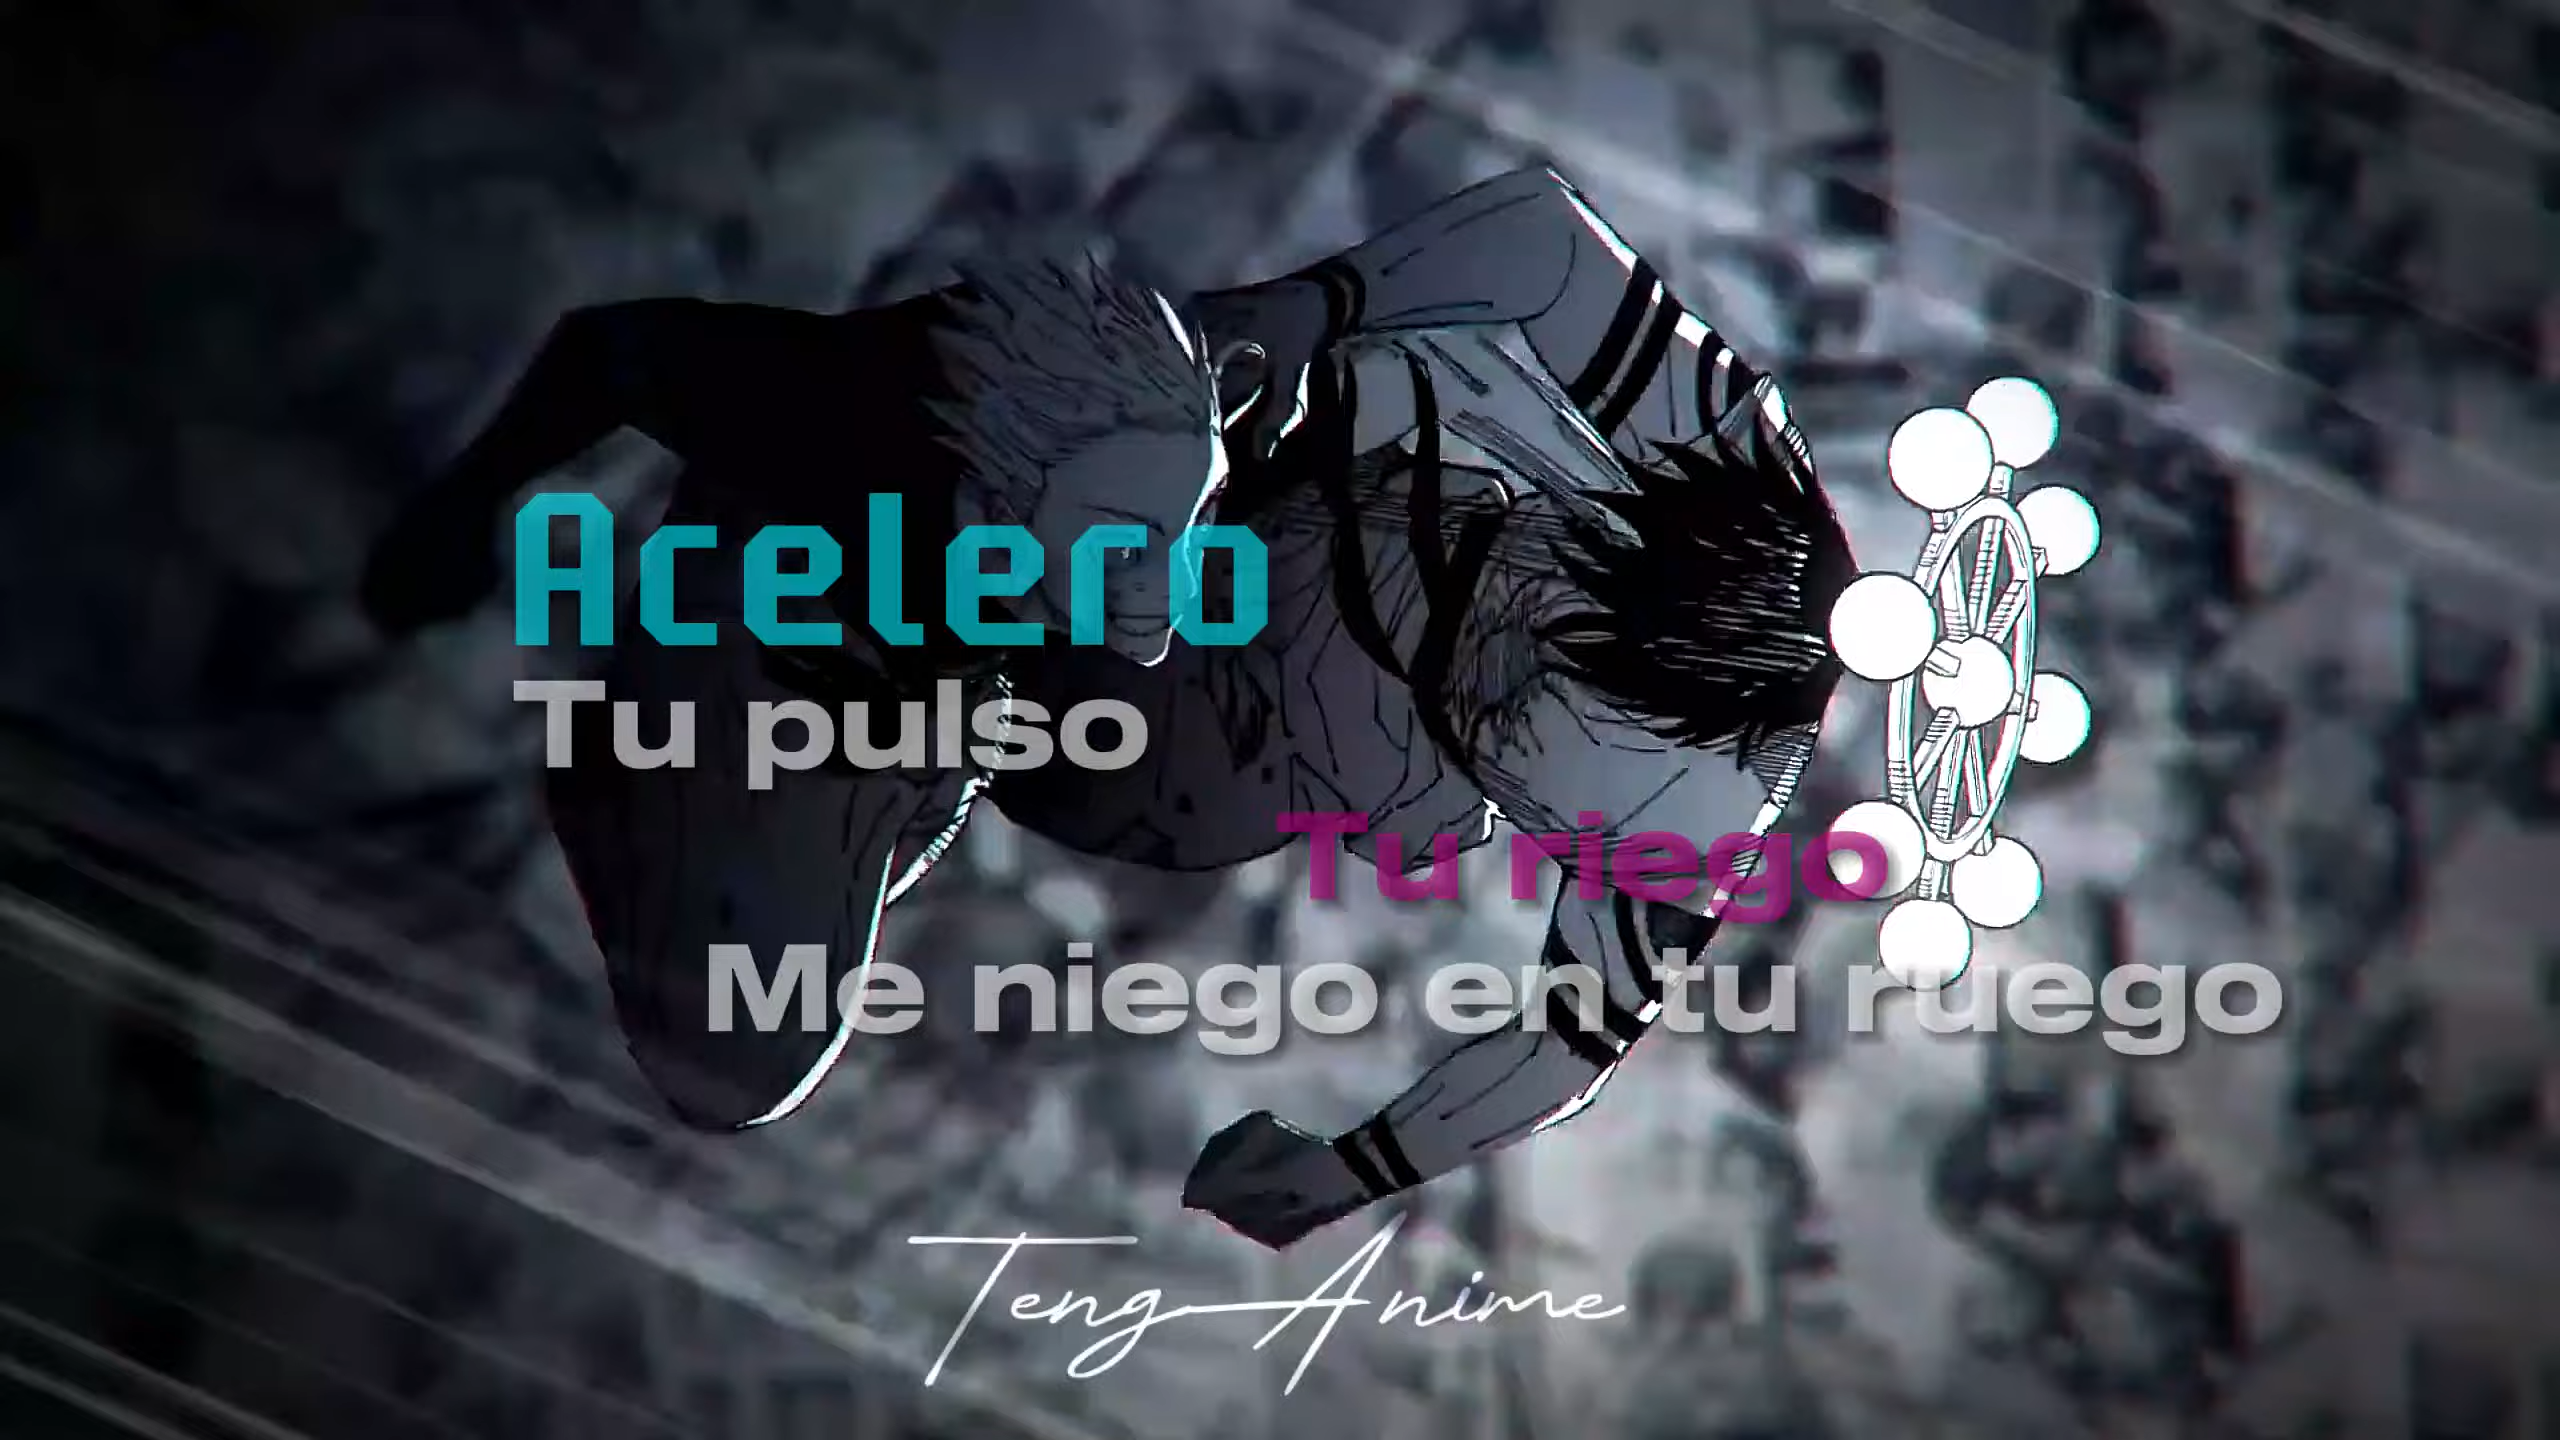 Acelero
Tu pulso
Tu riego
Me niego en tu ruego
Teng Anime